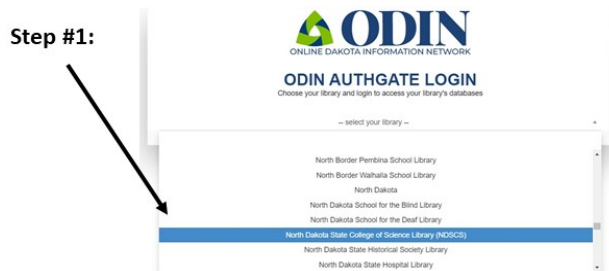 Step #1:
ODIN
ONLINE DAKOTA INFORMATION NETWORK
ODIN AUTHGATE LOGIN
Choose your library and login to access your library's databases
-- select your library --
North Border Pembina School Library
North Border Walhalla School Library
North Dakota
North Dakota School for the Blind Library
North Dakota School for the Deaf Library
North Dakota State College of Science Library (NDSCS)
North Dakota State Historical Society Library
North Dakota State Hospital Library